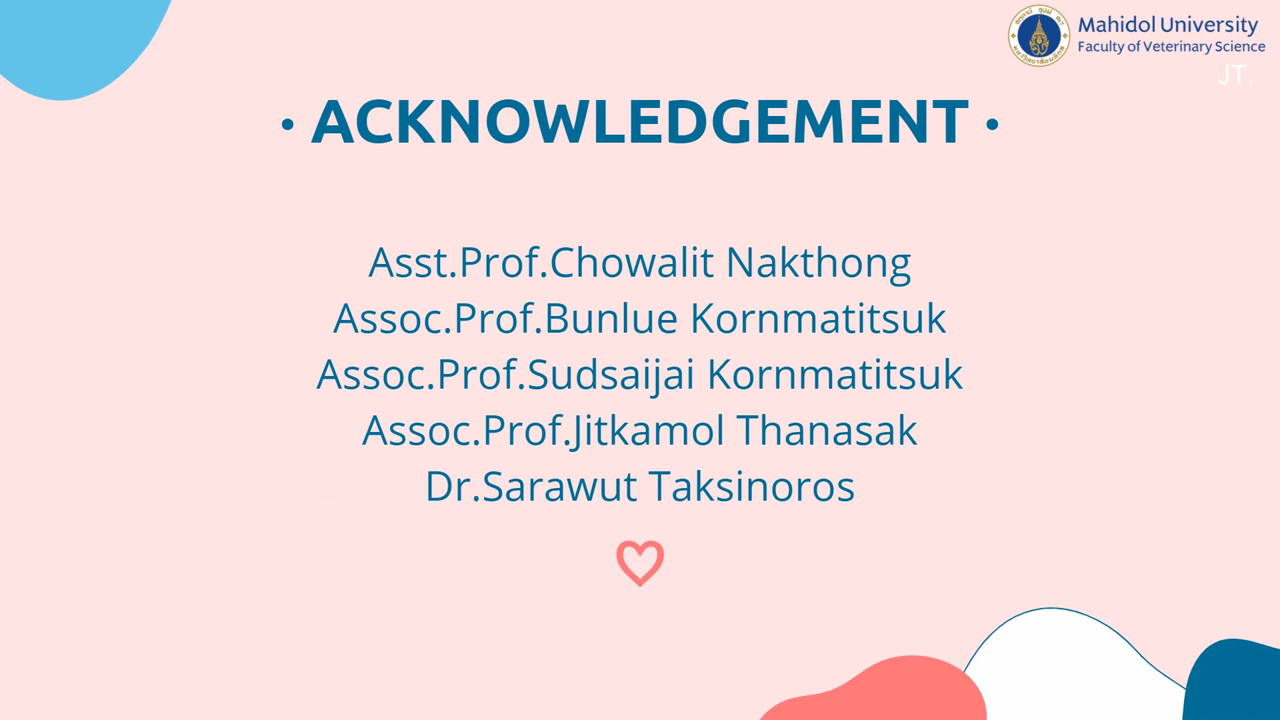 Mahidol University
Faculty of Veterinary Science
JT.
• ACKNOWLEDGEMENT •
Asst.Prof.Chowalit Nakthong
Assoc.Prof.Bunlue Kornmatitsuk
Assoc.Prof.Sudsaijai Kornmatitsuk
Assoc.Prof.Jitkamol Thanasak
Dr.Sarawut Taksinoros